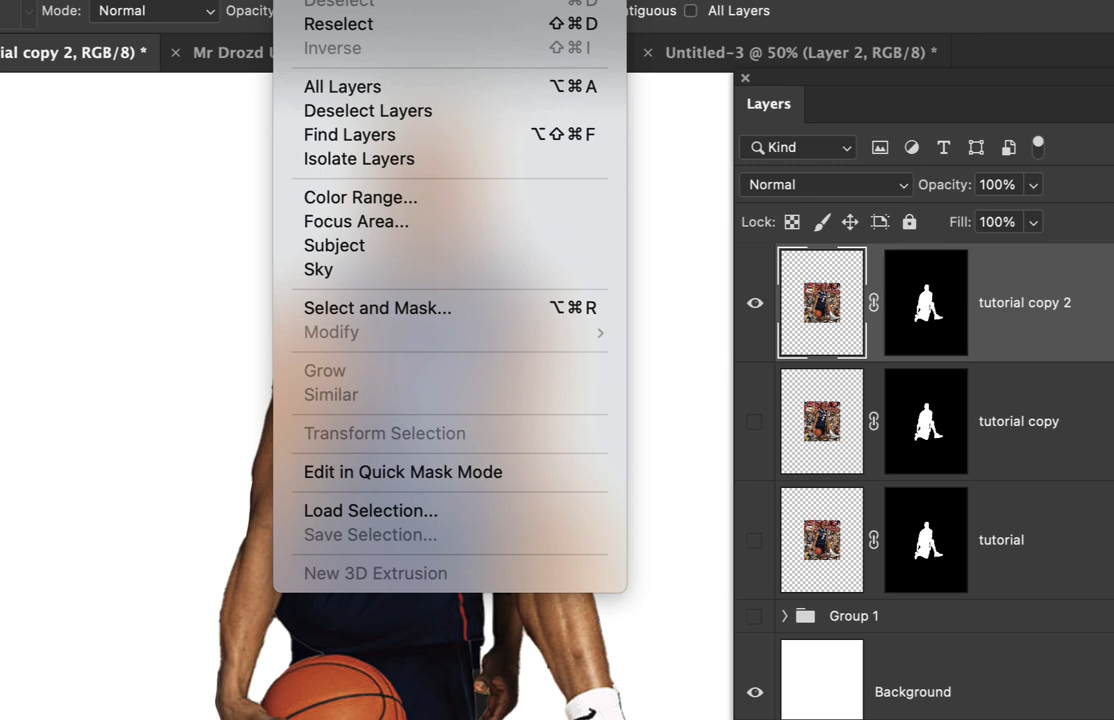 Mode: Normal Opacity
tiguous All Layers
ial copy 2, RGB/8) *
× Mr Drozd
× Untitled-3 @ 50% (Layer 2, RGB/8) *
Deselect ⌘D
Reselect ⇧⌘D
Inverse ⇧⌘I
All Layers ⌥⌘A
Deselect Layers
Find Layers ⌥⇧⌘F
Isolate Layers
Color Range...
Focus Area...
Subject
Sky
Select and Mask... ⌥⌘R
Modify >
Grow
Similar
Transform Selection
Edit in Quick Mask Mode
Load Selection...
Save Selection...
New 3D Extrusion
Layers
Kind
Normal Opacity: 100%
Lock: Fill: 100%
tutorial copy 2
tutorial copy
tutorial
Group 1
Background